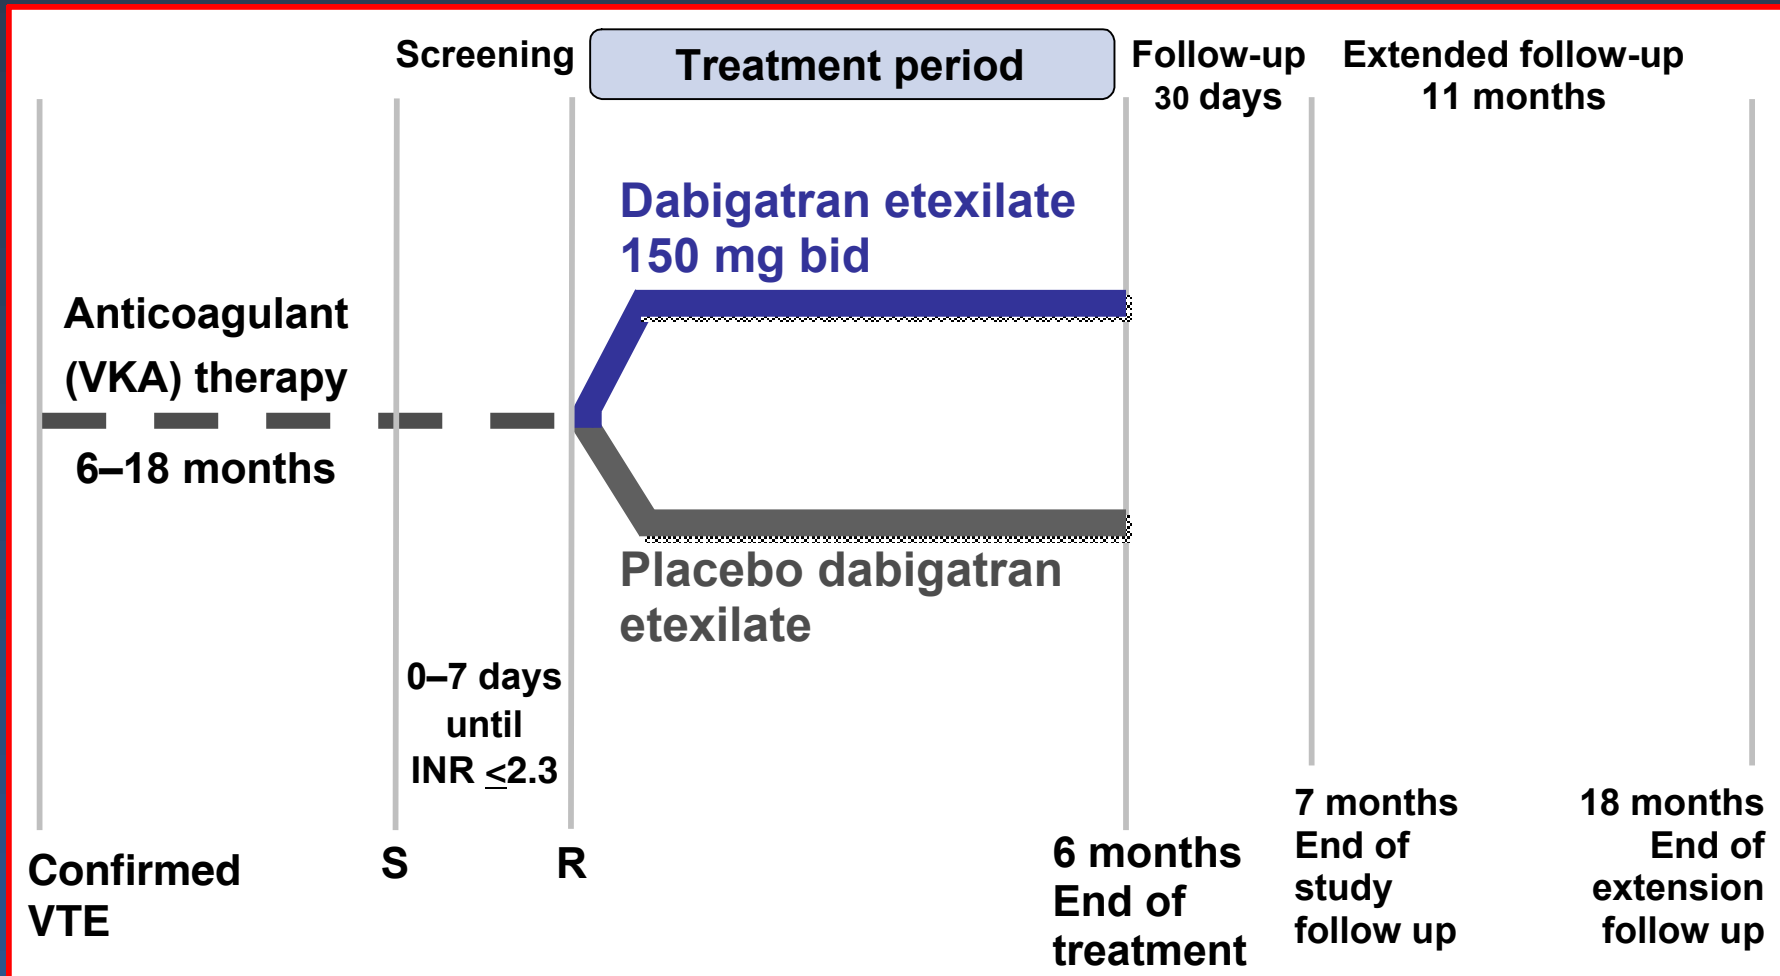 Screening
Treatment period
Follow-up
30 days
Extended follow-up
11 months
Dabigatran etexilate
150 mg bid
Anticoagulant
(VKA) therapy
6–18 months
Placebo dabigatran
etexilate
0–7 days
until
INR ≤2.3
Confirmed
VTE
S
R
6 months
End of
treatment
7 months
End of
study
follow up
18 months
End of
extension
follow up